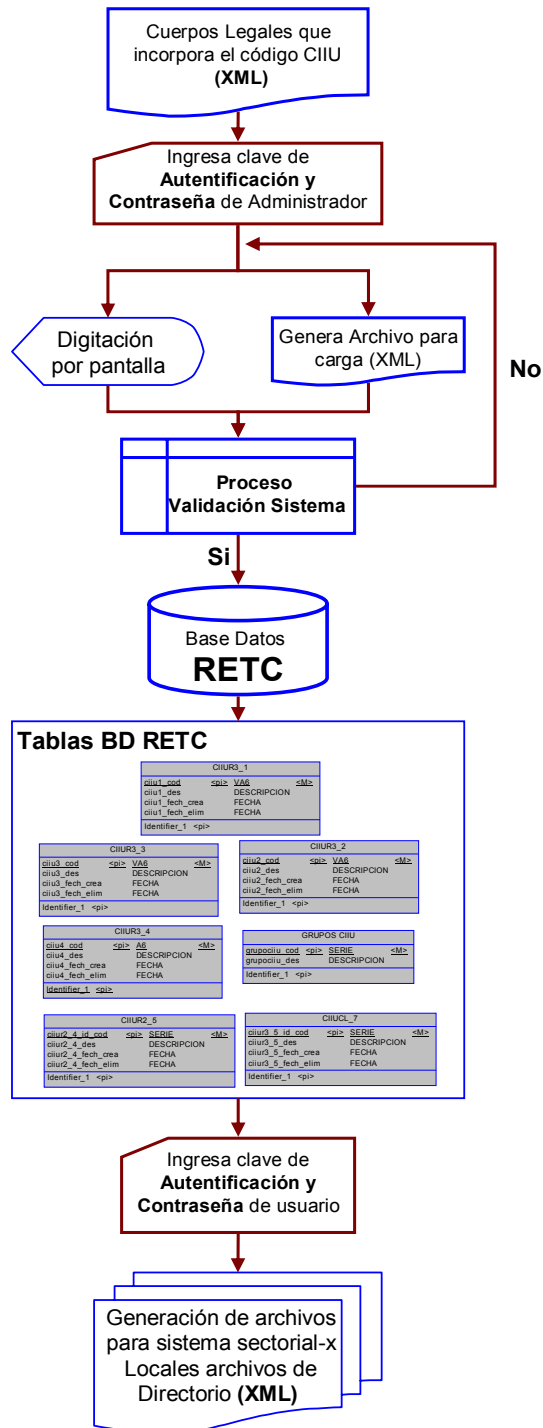 Cuerpos Legales que
incorpora el código CIIU
(XML)
Ingresa clave de
Autentificación y
Contraseña de Administrador
Digitación
por pantalla
Genera Archivo para
carga (XML)
No
Proceso
Validación Sistema
Si
Base Datos
RETC
Tablas BD RETC
CIIUR3_1
ciiu1_cod <pi> VA6 <M>
ciiu1_des DESCRIPCION
ciiu1_fech_crea FECHA
ciiu1_fech_elim FECHA
Identifier_1 <pi>
CIIUR3_3
ciiu3_cod <pi> VA6 <M>
ciiu3_des DESCRIPCION
ciiu3_fech_crea FECHA
ciiu3_fech_elim FECHA
Identifier_1 <pi>
CIIUR3_2
ciiu2_cod <pi> VA6 <M>
ciiu2_des DESCRIPCION
ciiu2_fech_crea FECHA
ciiu2_fech_elim FECHA
Identifier_1 <pi>
CIIUR3_4
ciiu4_cod <pi> A6 <M>
ciiu4_des DESCRIPCION
ciiu4_fech_crea FECHA
ciiu4_fech_elim FECHA
Identifier_1 <pi>
GRUPOS CIIU
grupociiu_cod <pi> SERIE <M>
grupociiu_des DESCRIPCION
Identifier_1 <pi>
CIIUR2_5
ciiur2_4_id_cod <pi> SERIE <M>
ciiur2_4_des DESCRIPCION
ciiur2_4_fech_crea FECHA
ciiur2_4_fech_elim FECHA
Identifier_1 <pi>
CIIUCL_7
ciiur3_5_id_cod <pi> SERIE <M>
ciiur3_5_des DESCRIPCION
ciiur3_5_fech_crea FECHA
ciiur3_5_fech_elim FECHA
Identifier_1 <pi>
Ingresa clave de
Autentificación y
Contraseña de usuario
Generación de archivos
para sistema sectorial-x
Locales archivos de
Directorio (XML)